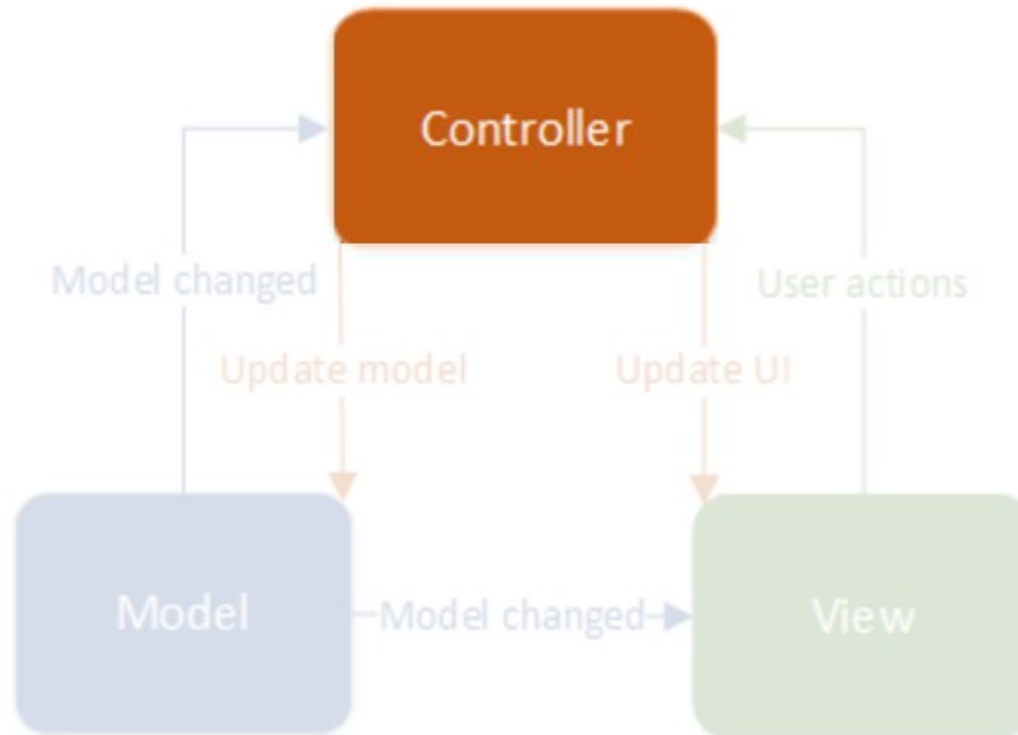 Controller
Model changed
User actions
Update model
Update UI
Model
Model changed
View